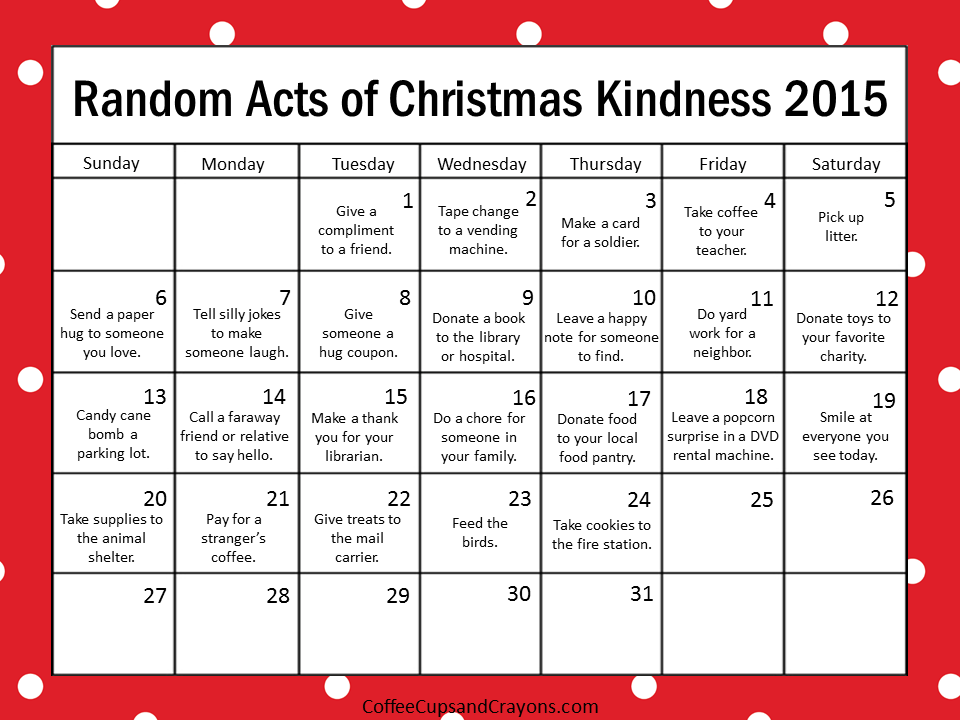 Random Acts of Christmas Kindness 2015
Sunday
Monday
Tuesday
Wednesday
Thursday
Friday
Saturday
1
Give a
compliment
to a friend.
2
Tape change
to a vending
machine.
3
Make a card
for a soldier.
4
Take coffee
to your
teacher.
5
Pick up
litter.
6
Send a paper
hug to someone
you love.
7
Tell silly jokes
to make
someone laugh.
8
Give
someone a
hug coupon.
9
Donate a book
to the library
or hospital.
10
Leave a happy
note for someone
to find.
11
Do yard
work for a
neighbor.
12
Donate toys to
your favorite
charity.
13
Candy cane
bomb a
parking lot.
14
Call a faraway
friend or relative
to say hello.
15
Make a thank
you for your
librarian.
16
Do a chore for
someone in
your family.
17
Donate food
to your local
food pantry.
18
Leave a popcorn
surprise in a DVD
rental machine.
19
Smile at
everyone you
see today.
20
Take supplies to
the animal
shelter.
21
Pay for a
stranger’s
coffee.
22
Give treats to
the mail
carrier.
23
Feed the
birds.
24
Take cookies to
the fire station.
25
26
27
28
29
30
31
CoffeeCupsandCrayons.com